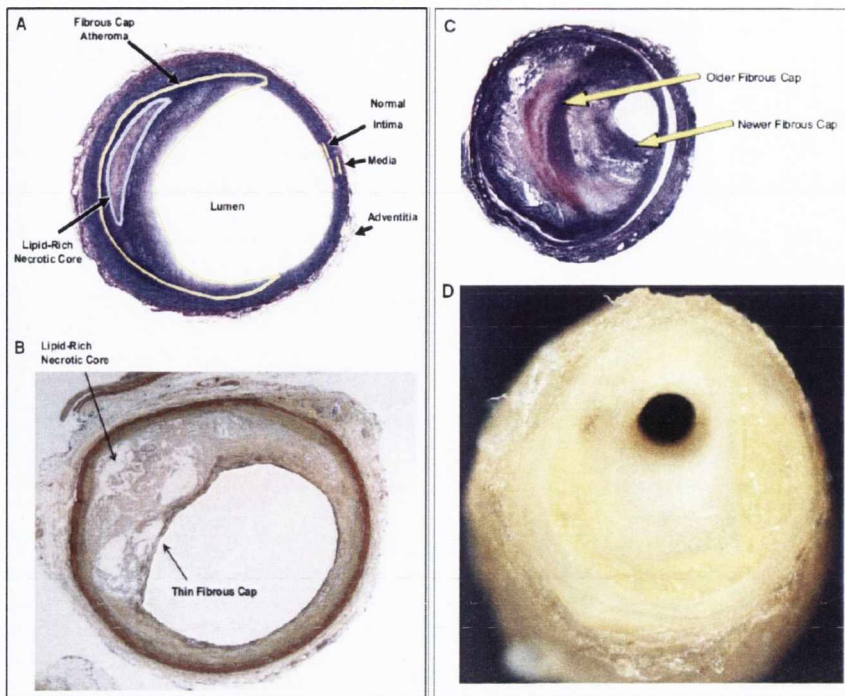 A
Fibrous Cap
Atheroma
Normal
Intima
Media
Lumen
Adventitia
Lipid-Rich
Necrotic Core
B
Lipid-Rich
Necrotic Core
Thin Fibrous Cap
C
Older Fibrous Cap
Newer Fibrous Cap
D